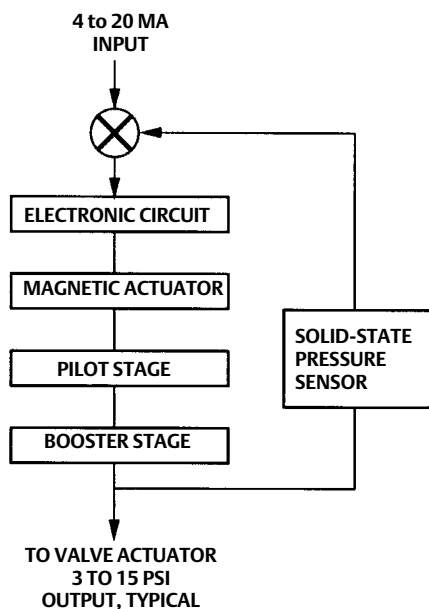 4 to 20 MA
INPUT
ELECTRONIC CIRCUIT
MAGNETIC ACTUATOR
PILOT STAGE
BOOSTER STAGE
SOLID-STATE
PRESSURE
SENSOR
TO VALVE ACTUATOR
3 TO 15 PSI
OUTPUT, TYPICAL